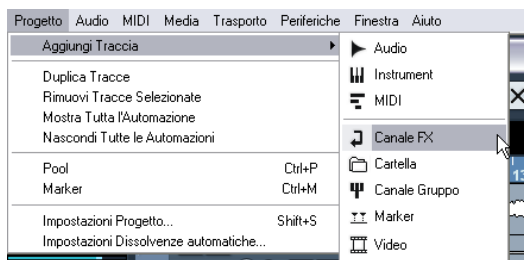 Progetto Audio MIDI Media Trasporto Periferiche Finestra Aiuto
Aggiungi Traccia
Duplica Tracce
Rimuovi Tracce Selezionate
Mostra Tutta l'Automazione
Nascondi Tutte le Automazioni
Pool Ctrl+P
Marker Ctrl+M
Impostazioni Progetto... Shift+S
Impostazioni Dissolvenze automatiche...
Audio
Instrument
MIDI
Canale FX
Cartella
Canale Gruppo
Marker
Video
13